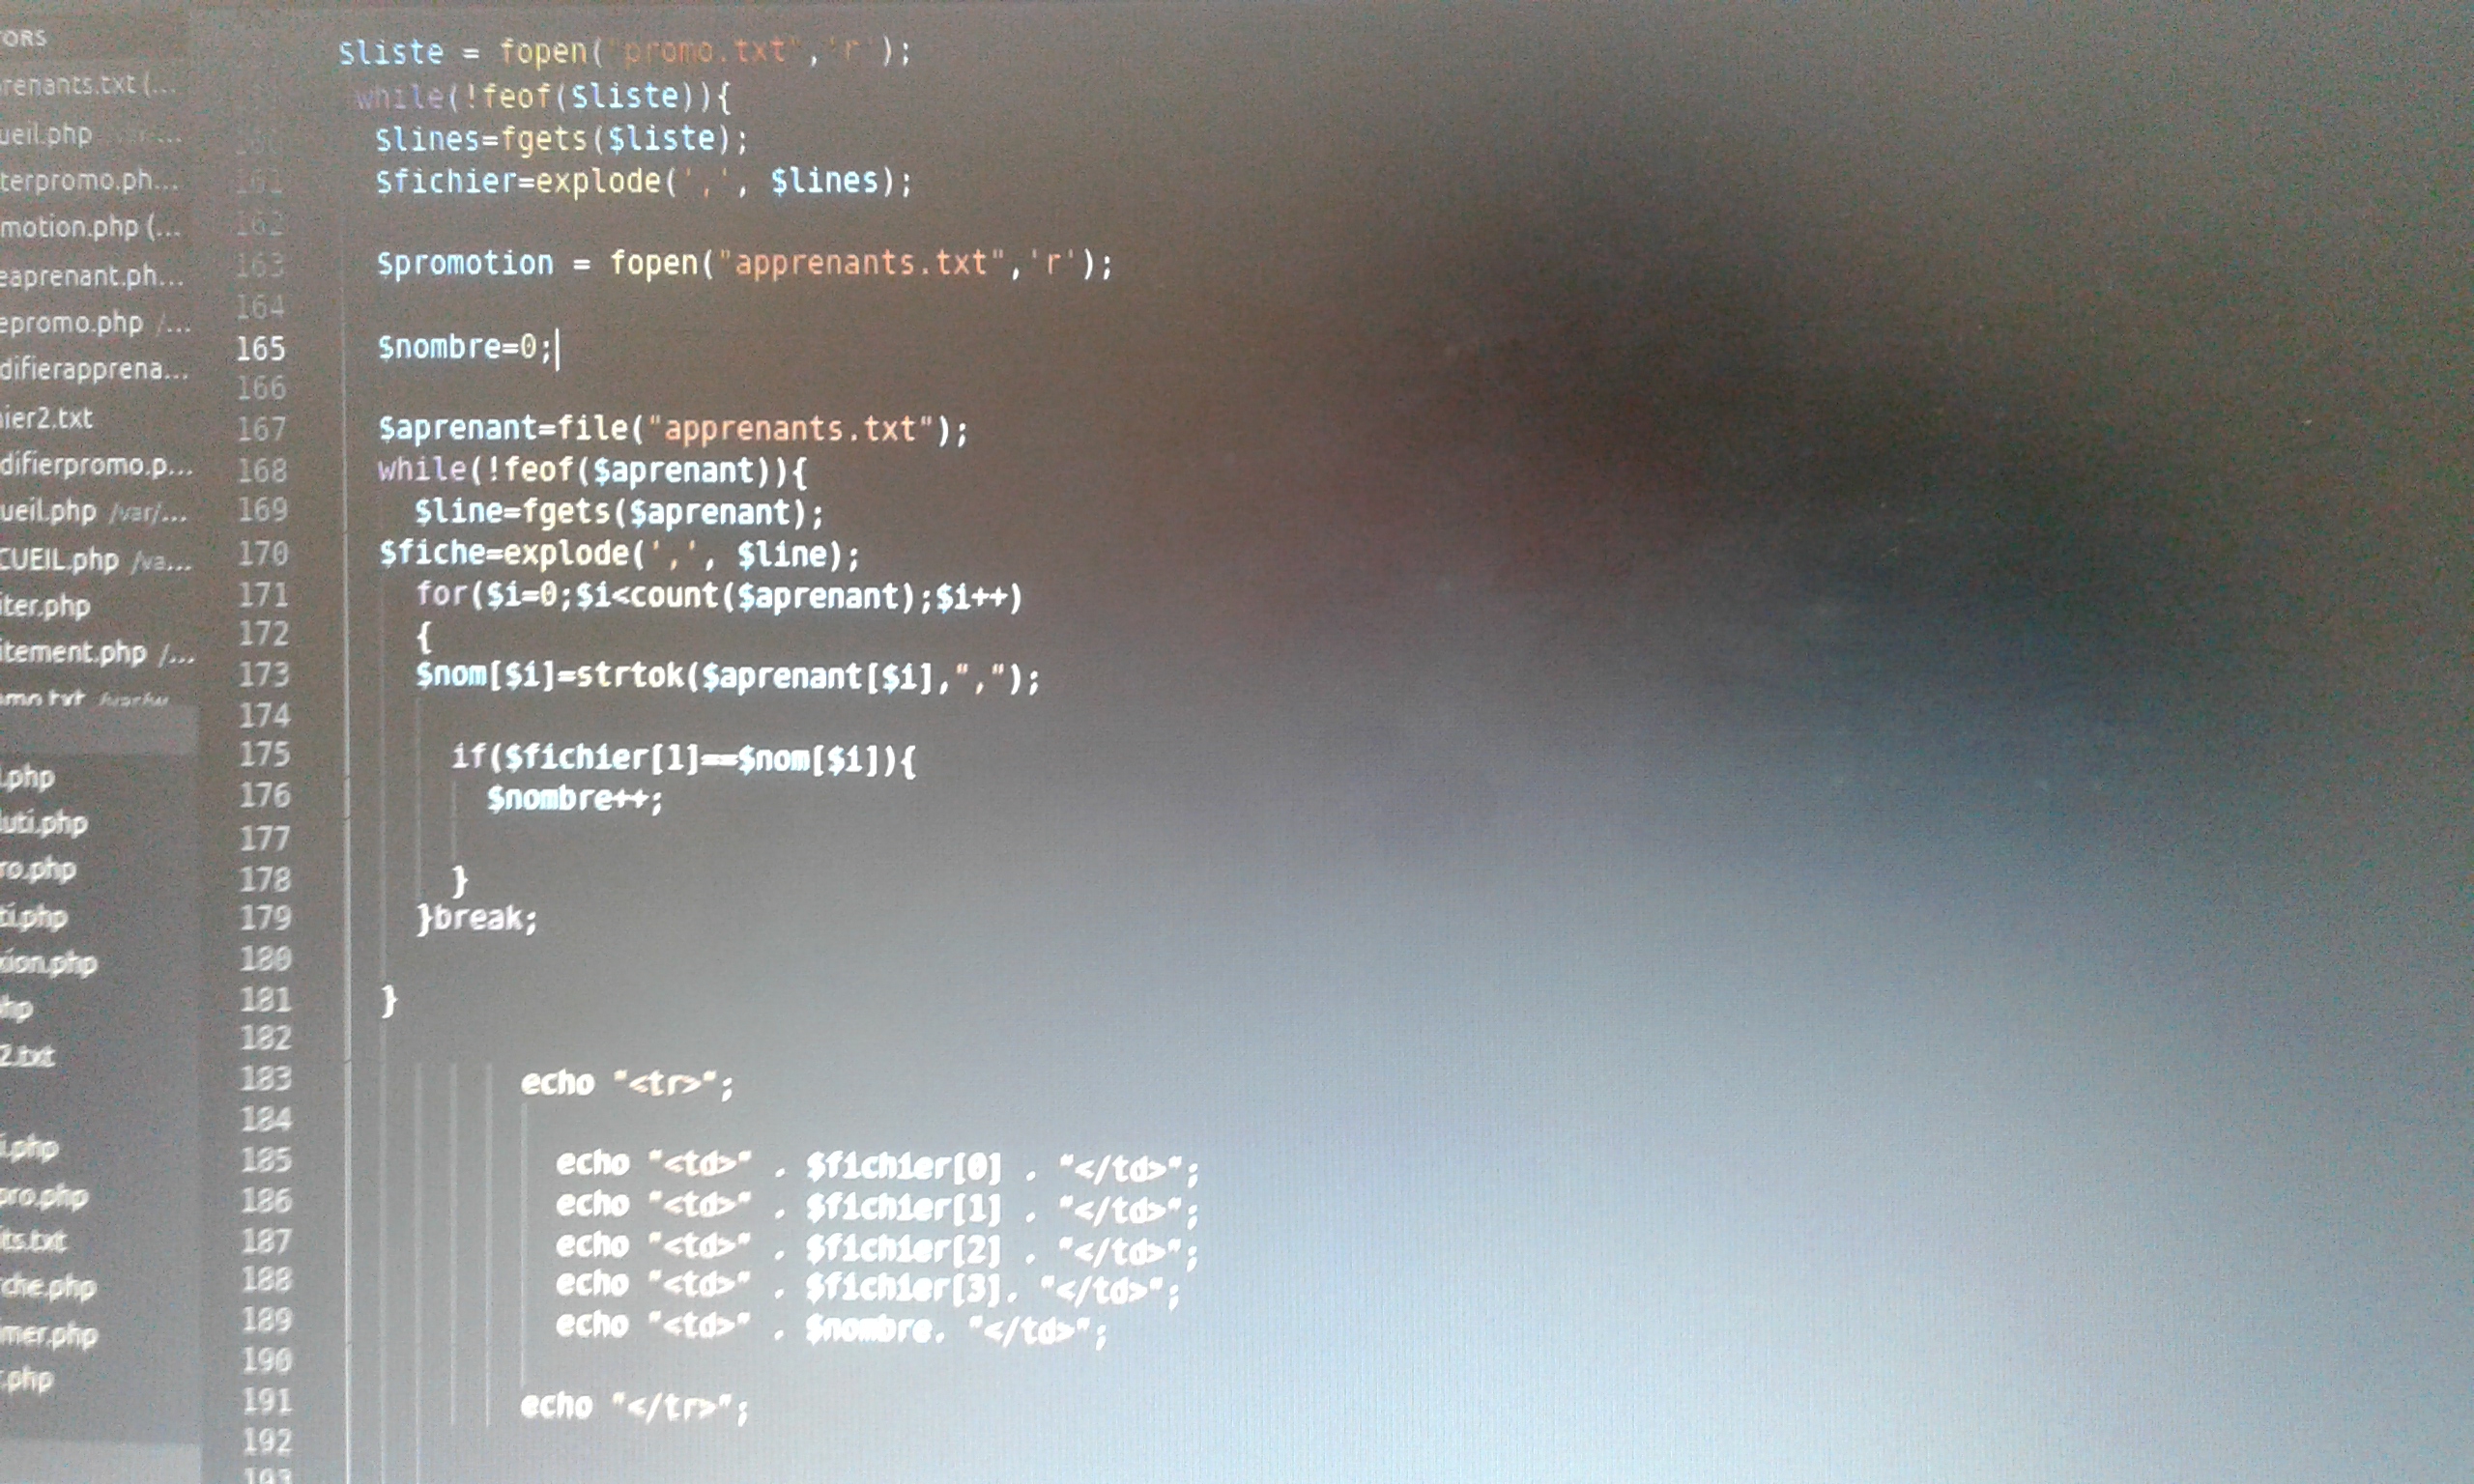 TORS
renants.txt (...
ueil.php
terpromo.ph...
motion.php (...
eaprenant.ph...
epromo.php /...
difierapprena...
ier2.txt
difierpromo.p...
ueil.php /var/...
CUEIL.php /va...
iter.php
itement.php /...
.php
luti.php
ro.php
ti.php
xion.php
hp
2.txt
i.php
pro.php
its.txt
che.php
mer.php
.php
$liste = fopen("promo.txt",'r');
while(!feof($liste)){
$lines=fgets($liste);
161 $fichier=explode(',', $lines);
162
163 $promotion = fopen("apprenants.txt",'r');
164
165 $nombre=0;
166
167 $aprenant=file("apprenants.txt");
168 while(!feof($aprenant)){
169 $line=fgets($aprenant);
170 $fiche=explode(',', $line);
171 for($i=0;$i<count($aprenant);$i++)
172 {
173 $nom[$i]=strtok($aprenant[$i],",");
174
175 if($fichier[1]==$nom[$i]){
176 $nombre++;
177
178 }
179 }break;
180
181 }
182
183 echo "<tr>";
184
185 echo "<td>" . $fichier[0] . "</td>";
186 echo "<td>" . $fichier[1] . "</td>";
187 echo "<td>" . $fichier[2] . "</td>";
188 echo "<td>" . $fichier[3]. "</td>";
189 echo "<td>" . $nombre. "</td>";
190
191 echo "</tr>";
192
193